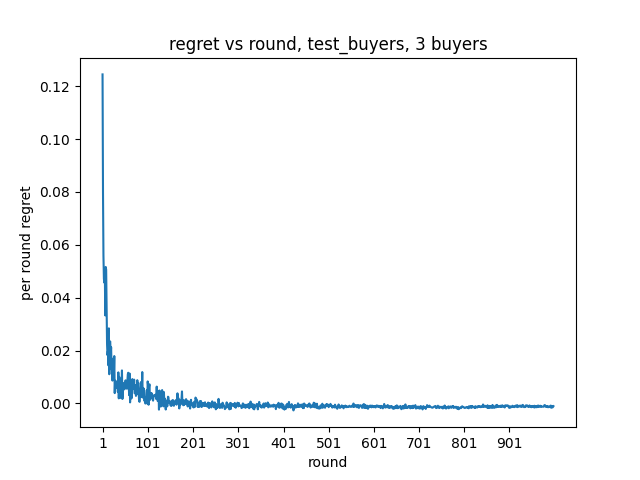 regret vs round, test_buyers, 3 buyers
0.12
0.10
0.08
0.06
0.04
0.02
0.00
per round regret
1 101 201 301 401 501 601 701 801 901
round